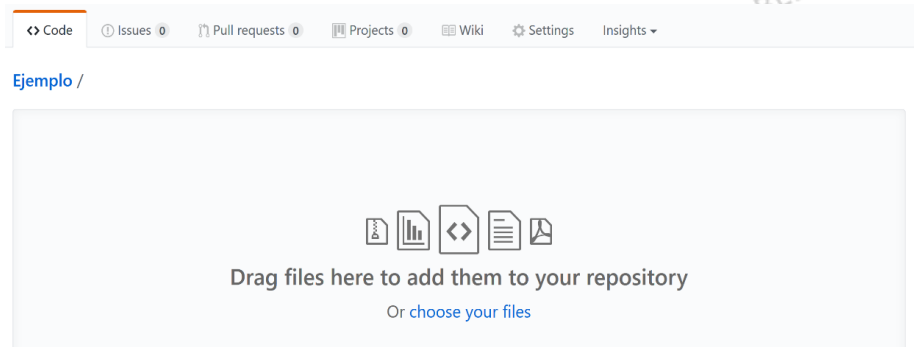 <> Code Issues 0 Pull requests 0 Projects 0 Wiki Settings Insights
Ejemplo /
Drag files here to add them to your repository
Or choose your files